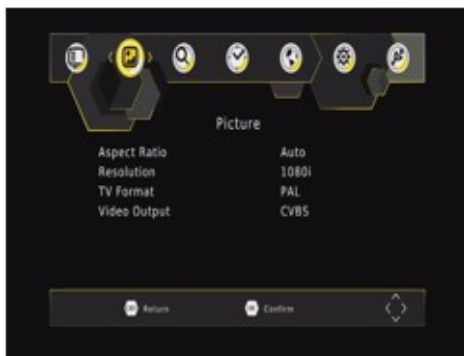 Picture
Aspect Ratio Auto
Resolution 1080i
TV Format PAL
Video Output CVBS
Return Confirm